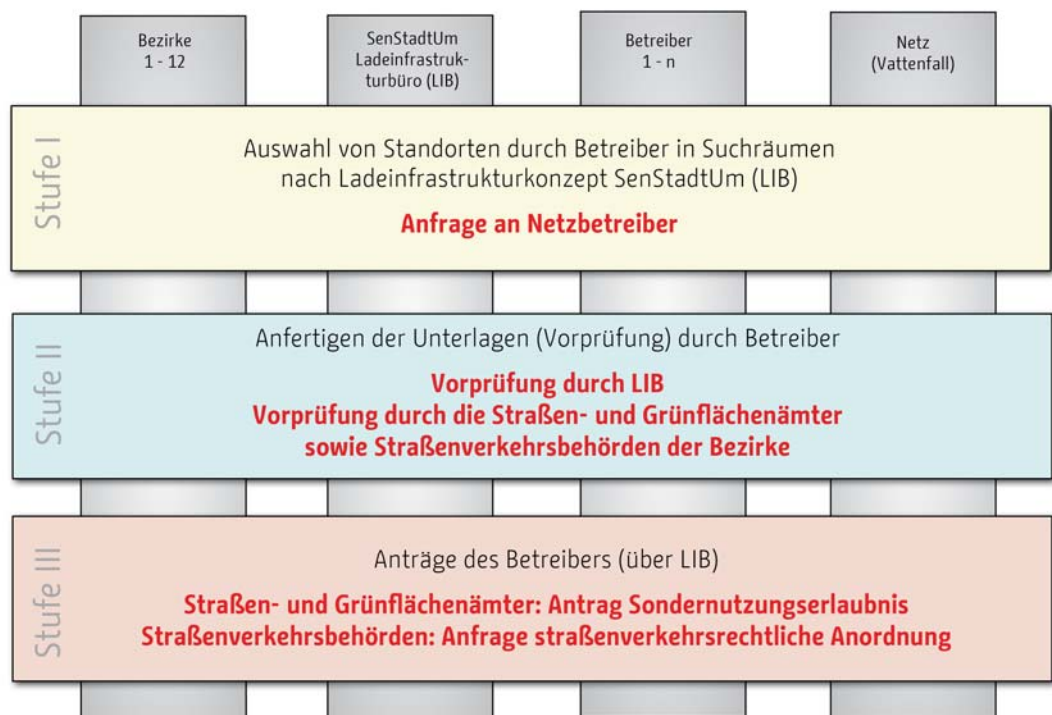 Bezirke
1 - 12
SenStadtUm
Ladeinfrastruk-
turbüro (LIB)
Betreiber
1 - n
Netz
(Vattenfall)
Stufe I
Auswahl von Standorten durch Betreiber in Suchräumen
nach Ladeinfrastrukturkonzept SenStadtUm (LIB)
Anfrage an Netzbetreiber
Stufe II
Anfertigen der Unterlagen (Vorprüfung) durch Betreiber
Vorprüfung durch LIB
Vorprüfung durch die Straßen- und Grünflächenämter
sowie Straßenverkehrsbehörden der Bezirke
Stufe III
Anträge des Betreibers (über LIB)
Straßen- und Grünflächenämter: Antrag Sondernutzungserlaubnis
Straßenverkehrsbehörden: Anfrage straßenverkehrsrechtliche Anordnung